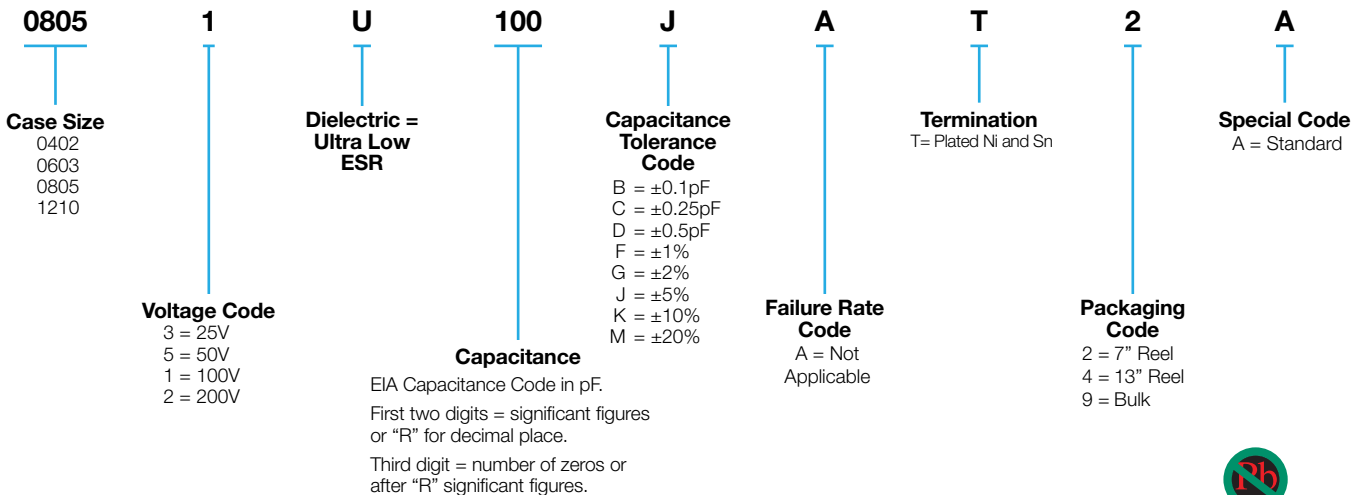 0805 1 U 100 J A T 2 A
Case Size
0402
0603
0805
1210
Voltage Code
3 = 25V
5 = 50V
1 = 100V
2 = 200V
Dielectric =
Ultra Low
ESR
Capacitance
EIA Capacitance Code in pF.
First two digits = significant figures
or “R” for decimal place.
Third digit = number of zeros or
after “R” significant figures.
Capacitance
Tolerance
Code
B = ±0.1pF
C = ±0.25pF
D = ±0.5pF
F = ±1%
G = ±2%
J = ±5%
K = ±10%
M = ±20%
Failure Rate
Code
A = Not
Applicable
Termination
T= Plated Ni and Sn
Packaging
Code
2 = 7” Reel
4 = 13” Reel
9 = Bulk
Special Code
A = Standard
Pb